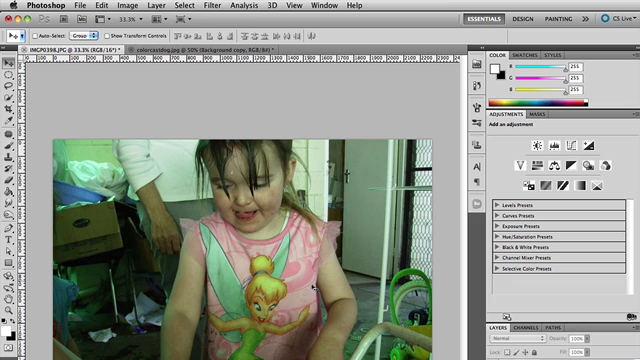 Photoshop File Edit Image Layer Select Filter Analysis 3D View Window Help
33.3% ESSENTIALS DESIGN PAINTING CS Live
Auto-Select: Group Show Transform Controls
IMGP0398.JPG @ 33.3% (RGB/16*) * colorcastdog.jpg @ 50% (Background copy, RGB/8#) *
COLOR SWATCHES STYLES
R 255
G 255
B 255
ADJUSTMENTS MASKS
Add an adjustment
Levels Presets
Curves Presets
Exposure Presets
Hue/Saturation Presets
Black & White Presets
Channel Mixer Presets
Selective Color Presets
LAYERS CHANNELS PATHS
Normal Opacity: 100%
Lock: Fill: 100%